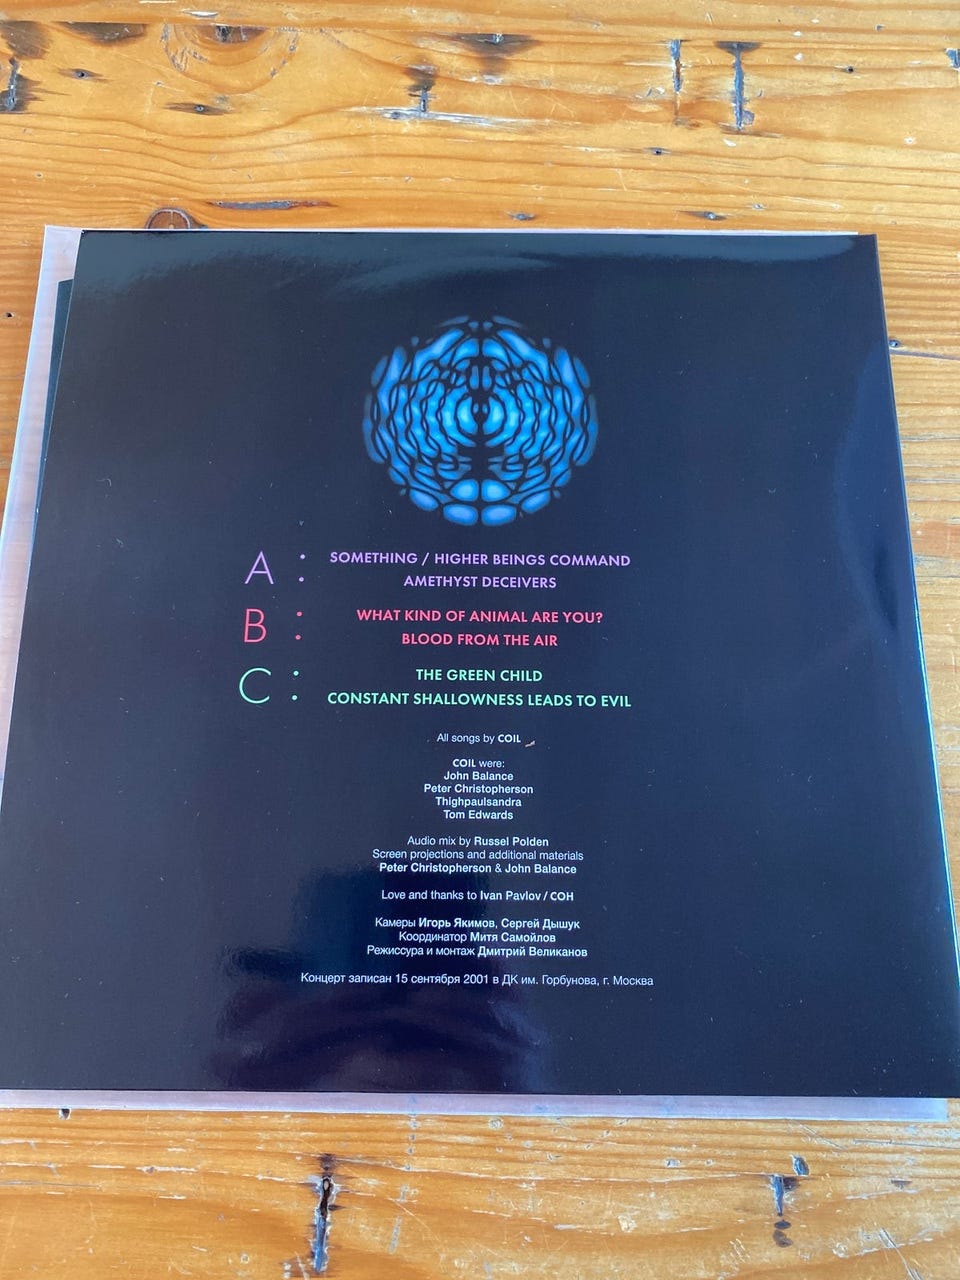 A : SOMETHING / HIGHER BEINGS COMMAND
AMETHYST DECEIVERS
B : WHAT KIND OF ANIMAL ARE YOU?
BLOOD FROM THE AIR
C : THE GREEN CHILD
CONSTANT SHALLOWNESS LEADS TO EVIL
All songs by COIL
COIL were:
John Balance
Peter Christopherson
Thighpaulsandra
Tom Edwards
Audio mix by Russel Polden
Screen projections and additional materials
Peter Christopherson & John Balance
Love and thanks to Ivan Pavlov / COH
Камеры Игорь Якимов, Сергей Дышук
Координатор Митя Самойлов
Режиссура и монтаж Дмитрий Великанов
Концерт записан 15 сентября 2001 в ДК им. Горбунова, г. Москва